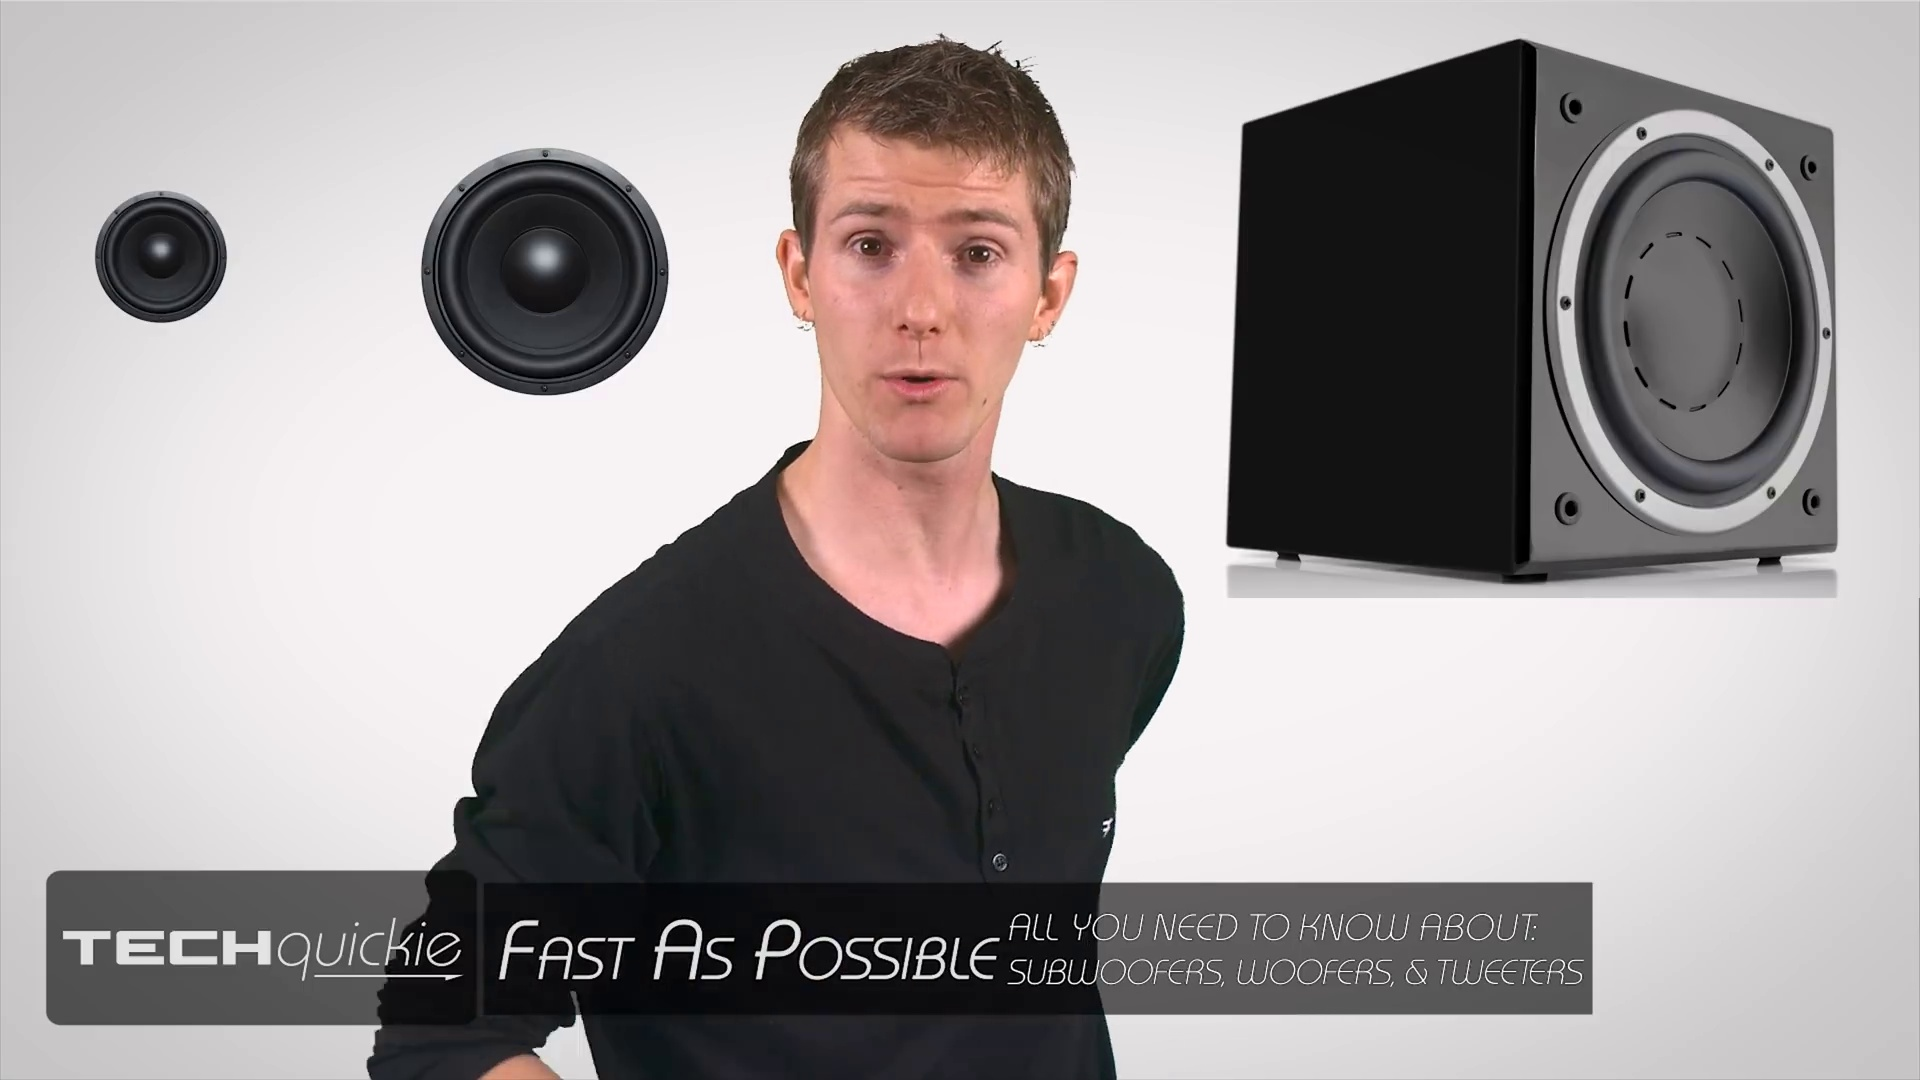 TECHquickie
FAST AS POSSIBLE
ALL YOU NEED TO KNOW ABOUT:
SUBWOOFERS, WOOFERS, & TWEETERS